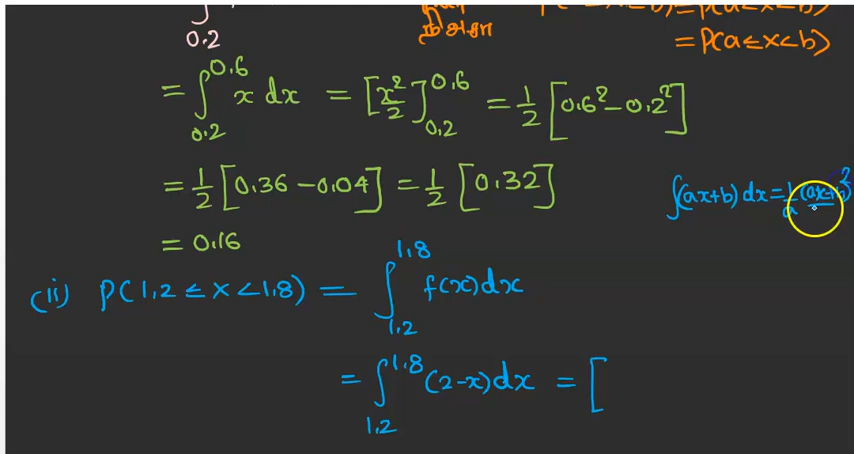 ∫
0.2
= P(a≤x<b)
= ∫_{0.2}^{0.6} x dx = [x²/2]_{0.2}^{0.6} = 1/2 [0.6² - 0.2²]
= 1/2 [0.36 - 0.04] = 1/2 [0.32]
∫(ax+b) dx = 1/a (ax+b)²
= 0.16
(ii) P(1.2 ≤ x < 1.8) = ∫_{1.2}^{1.8} f(x) dx
= ∫_{1.2}^{1.8} (2-x) dx = [